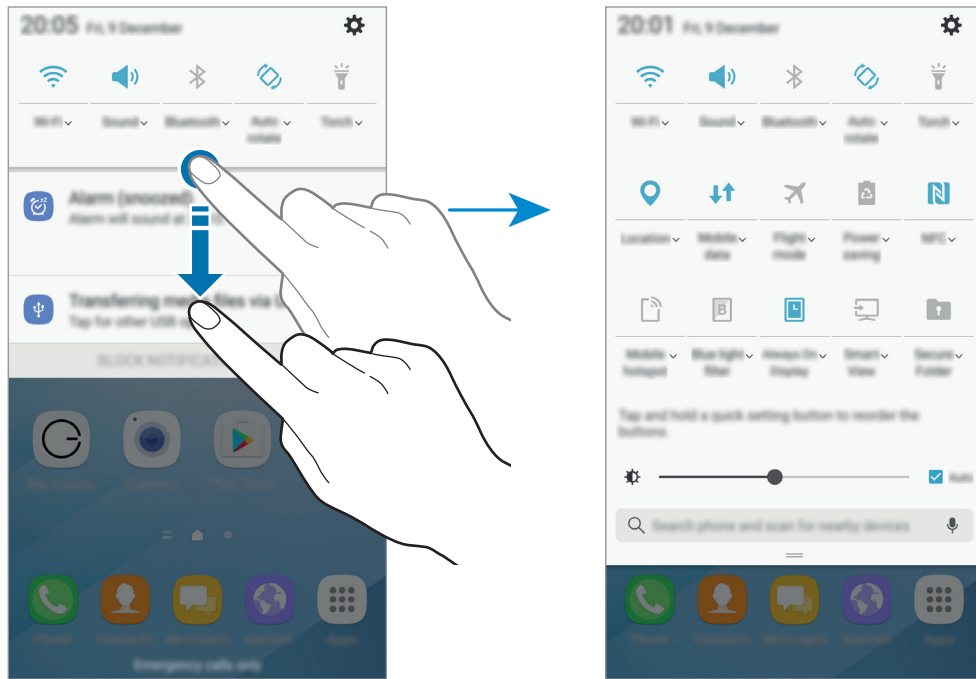 20:05 Fri, 9 December
Wi-Fi
Sound
Bluetooth
Auto
rotate
Torch
Alarm (snoozed)
Alarm will sound at
Transferring media files via
Tap for other USB
BLOCK NOTIFICAT
My Galaxy
Camera
Play Store
Phone
Contacts
Messages
Internet
Apps
Emergency calls only
20:01 Fri, 9 December
Wi-Fi
Sound
Bluetooth
Auto
rotate
Torch
Location
Mobile
data
Flight
mode
Power
saving
NFC
Mobile
hotspot
B
Blue light
filter
Always On
Display
Smart
View
Secure
Folder
Tap and hold a quick setting button to reorder the
buttons.
Auto
Search phone and scan for nearby devices
Phone
Contacts
Messages
Internet
Apps